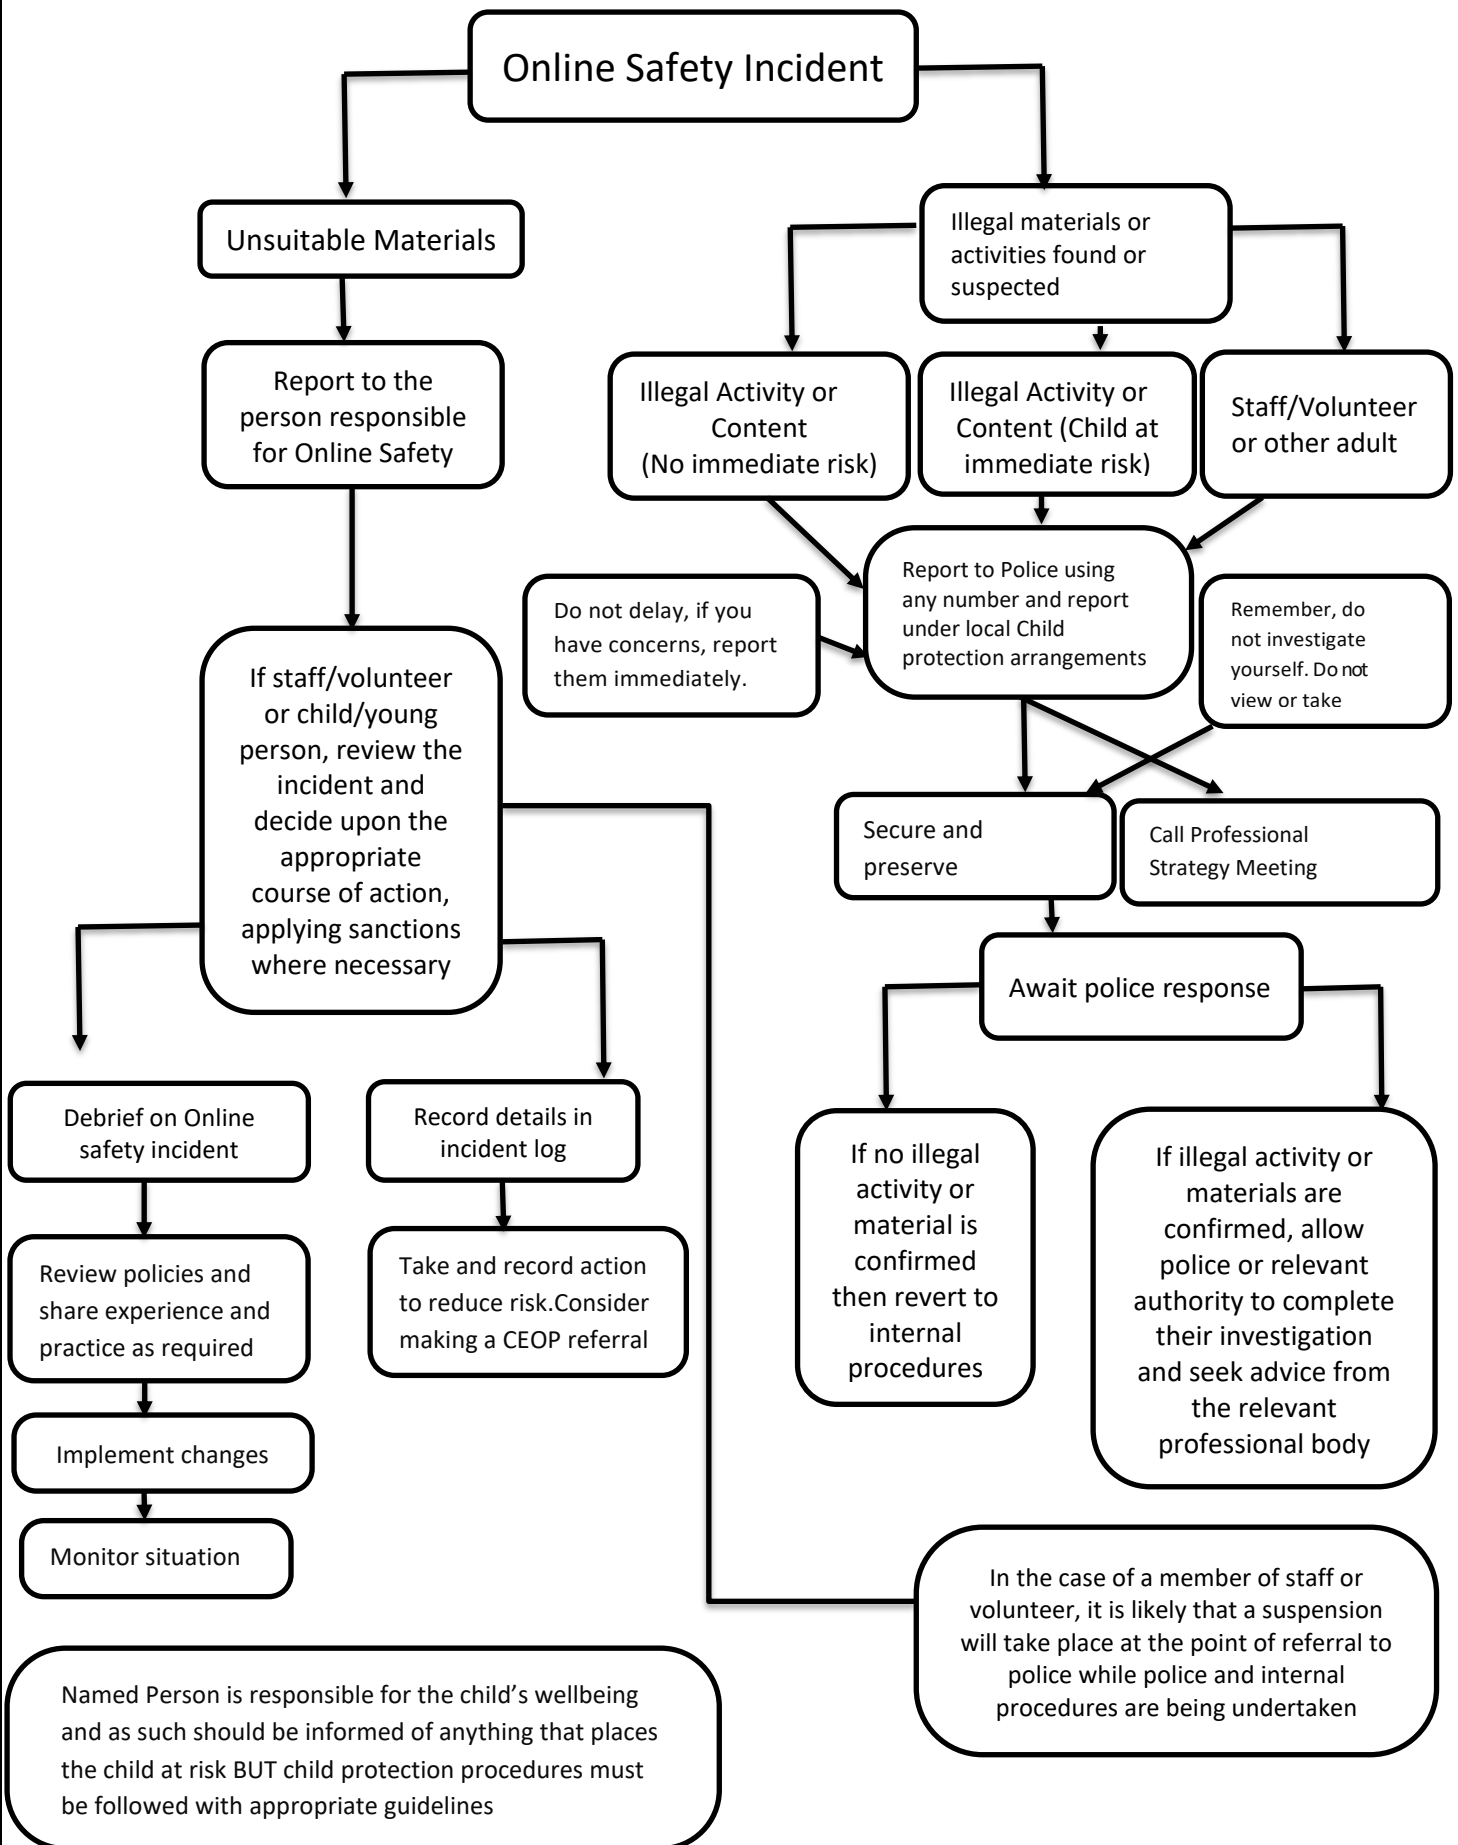 Online Safety Incident
Unsuitable Materials
Illegal materials or
activities found or
suspected
Report to the
person responsible
for Online Safety
Illegal Activity or
Content
(No immediate risk)
Illegal Activity or
Content (Child at
immediate risk)
Staff/Volunteer
or other adult
Do not delay, if you
have concerns, report
them immediately.
Report to Police using
any number and report
under local Child
protection arrangements
Remember, do
not investigate
yourself. Do not
view or take
If staff/volunteer
or child/young
person, review the
incident and
decide upon the
appropriate
course of action,
applying sanctions
where necessary
Secure and
preserve
Call Professional
Strategy Meeting
Await police response
Debrief on Online
safety incident
Record details in
incident log
If no illegal
activity or
material is
confirmed
then revert to
internal
procedures
If illegal activity or
materials are
confirmed, allow
police or relevant
authority to complete
their investigation
and seek advice from
the relevant
professional body
Review policies and
share experience and
practice as required
Take and record action
to reduce risk.Consider
making a CEOP referral
Implement changes
Monitor situation
In the case of a member of staff or
volunteer, it is likely that a suspension
will take place at the point of referral to
police while police and internal
procedures are being undertaken
Named Person is responsible for the child’s wellbeing
and as such should be informed of anything that places
the child at risk BUT child protection procedures must
be followed with appropriate guidelines